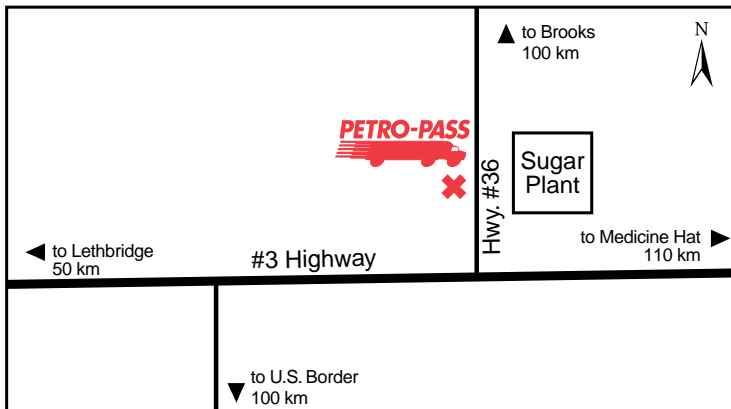 to Brooks
100 km
N
PETRO-PASS
Sugar
Plant
Hwy. #36
to Lethbridge
50 km
#3 Highway
to Medicine Hat
110 km
to U.S. Border
100 km